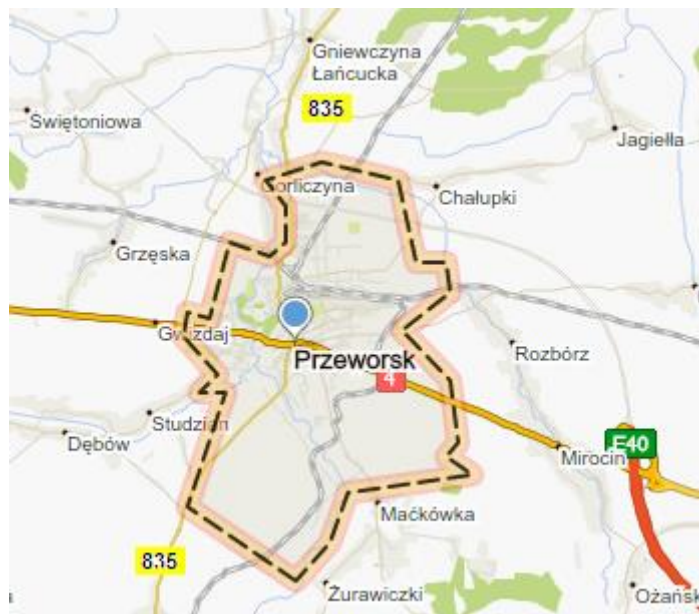 Gniewczyna
Łańcucka
835
Świętoniowa
Jagiełła
Gorliczyna
Chałupki
Grzęska
Gwizdaj
Rozbórz
Przeworsk
4
Studzian
Dębów
Mirocin
E40
Maćkówka
835
Żurawiczki
Ożańsk